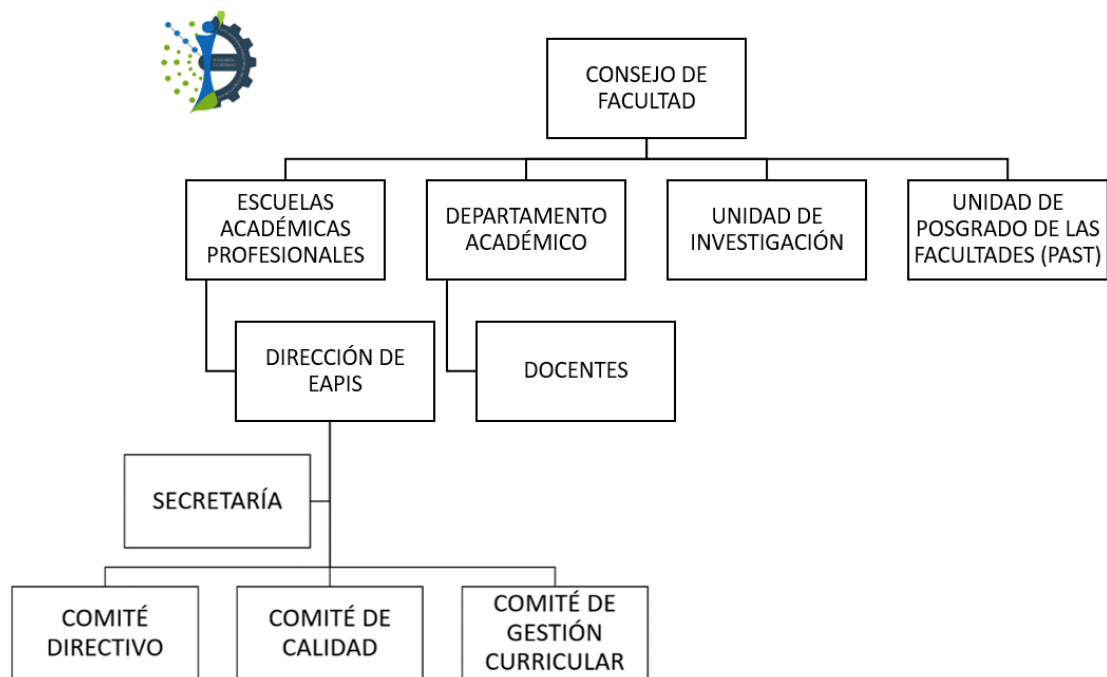 CONSEJO DE
FACULTAD
ESCUELAS
ACADÉMICAS
PROFESIONALES
DEPARTAMENTO
ACADÉMICO
UNIDAD DE
INVESTIGACIÓN
UNIDAD DE
POSGRADO DE LAS
FACULTADES (PAST)
DIRECCIÓN DE
EAPIS
DOCENTES
SECRETARÍA
COMITÉ
DIRECTIVO
COMITÉ DE
CALIDAD
COMITÉ DE
GESTIÓN
CURRICULAR